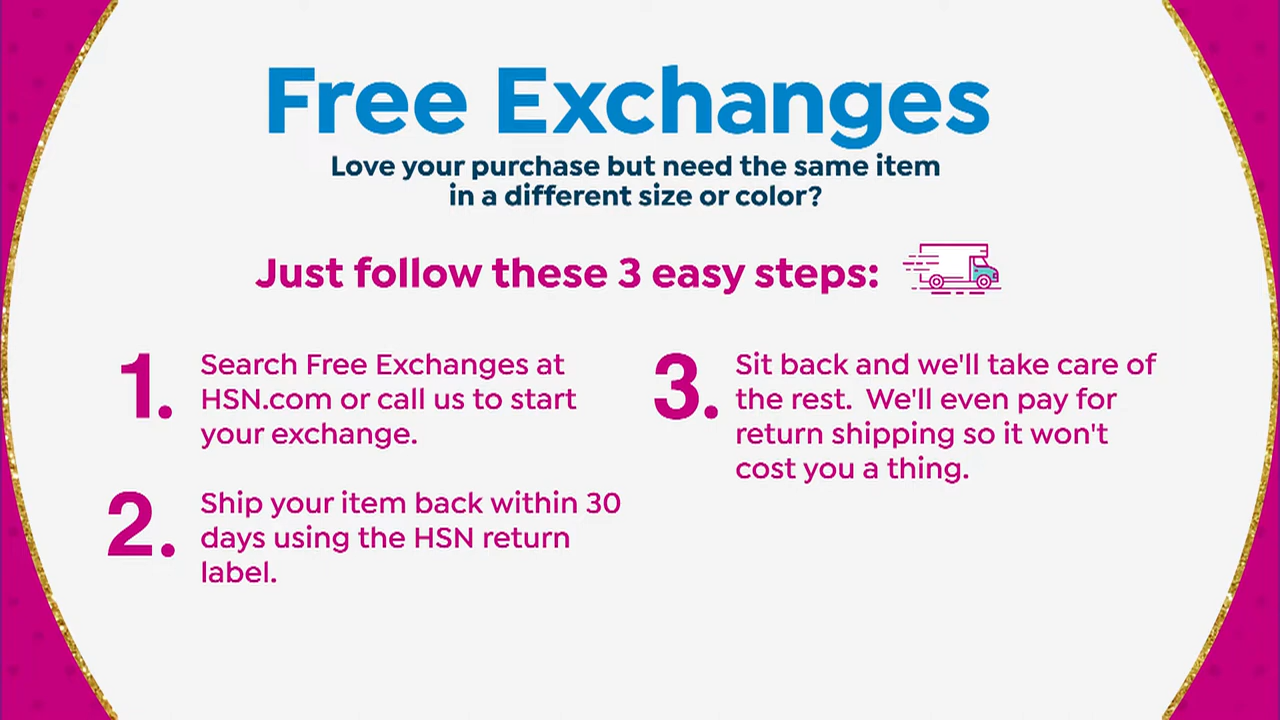 Free Exchanges
Love your purchase but need the same item
in a different size or color?
Just follow these 3 easy steps:
1. Search Free Exchanges at
HSN.com or call us to start
your exchange.
2. Ship your item back within 30
days using the HSN return
label.
3. Sit back and we'll take care of
the rest.  We'll even pay for
return shipping so it won't
cost you a thing.